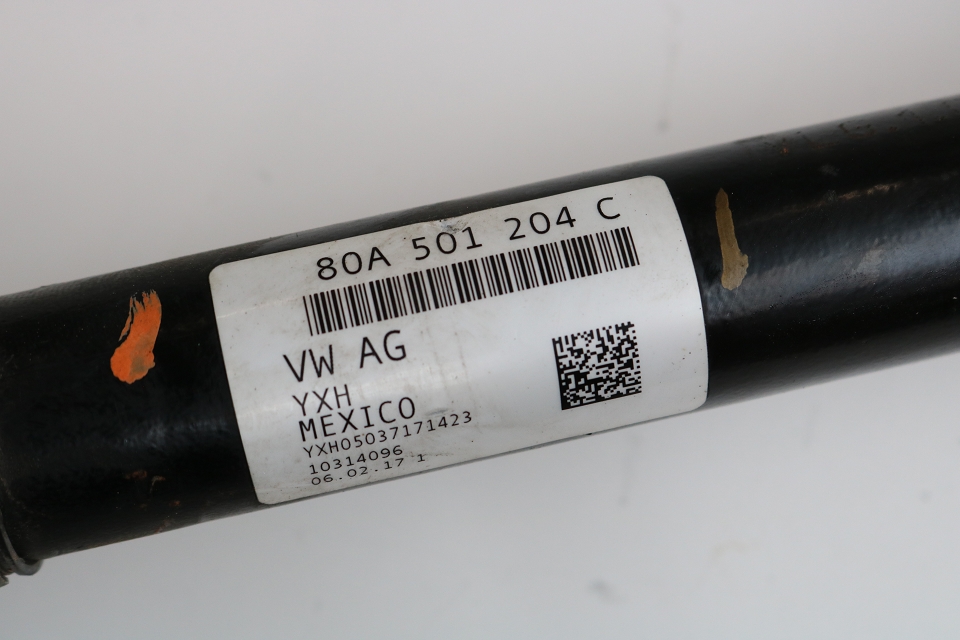 80A 501 204 C
VW AG
YXH
MEXICO
YXH05037171423
10314096
06.02.17 1